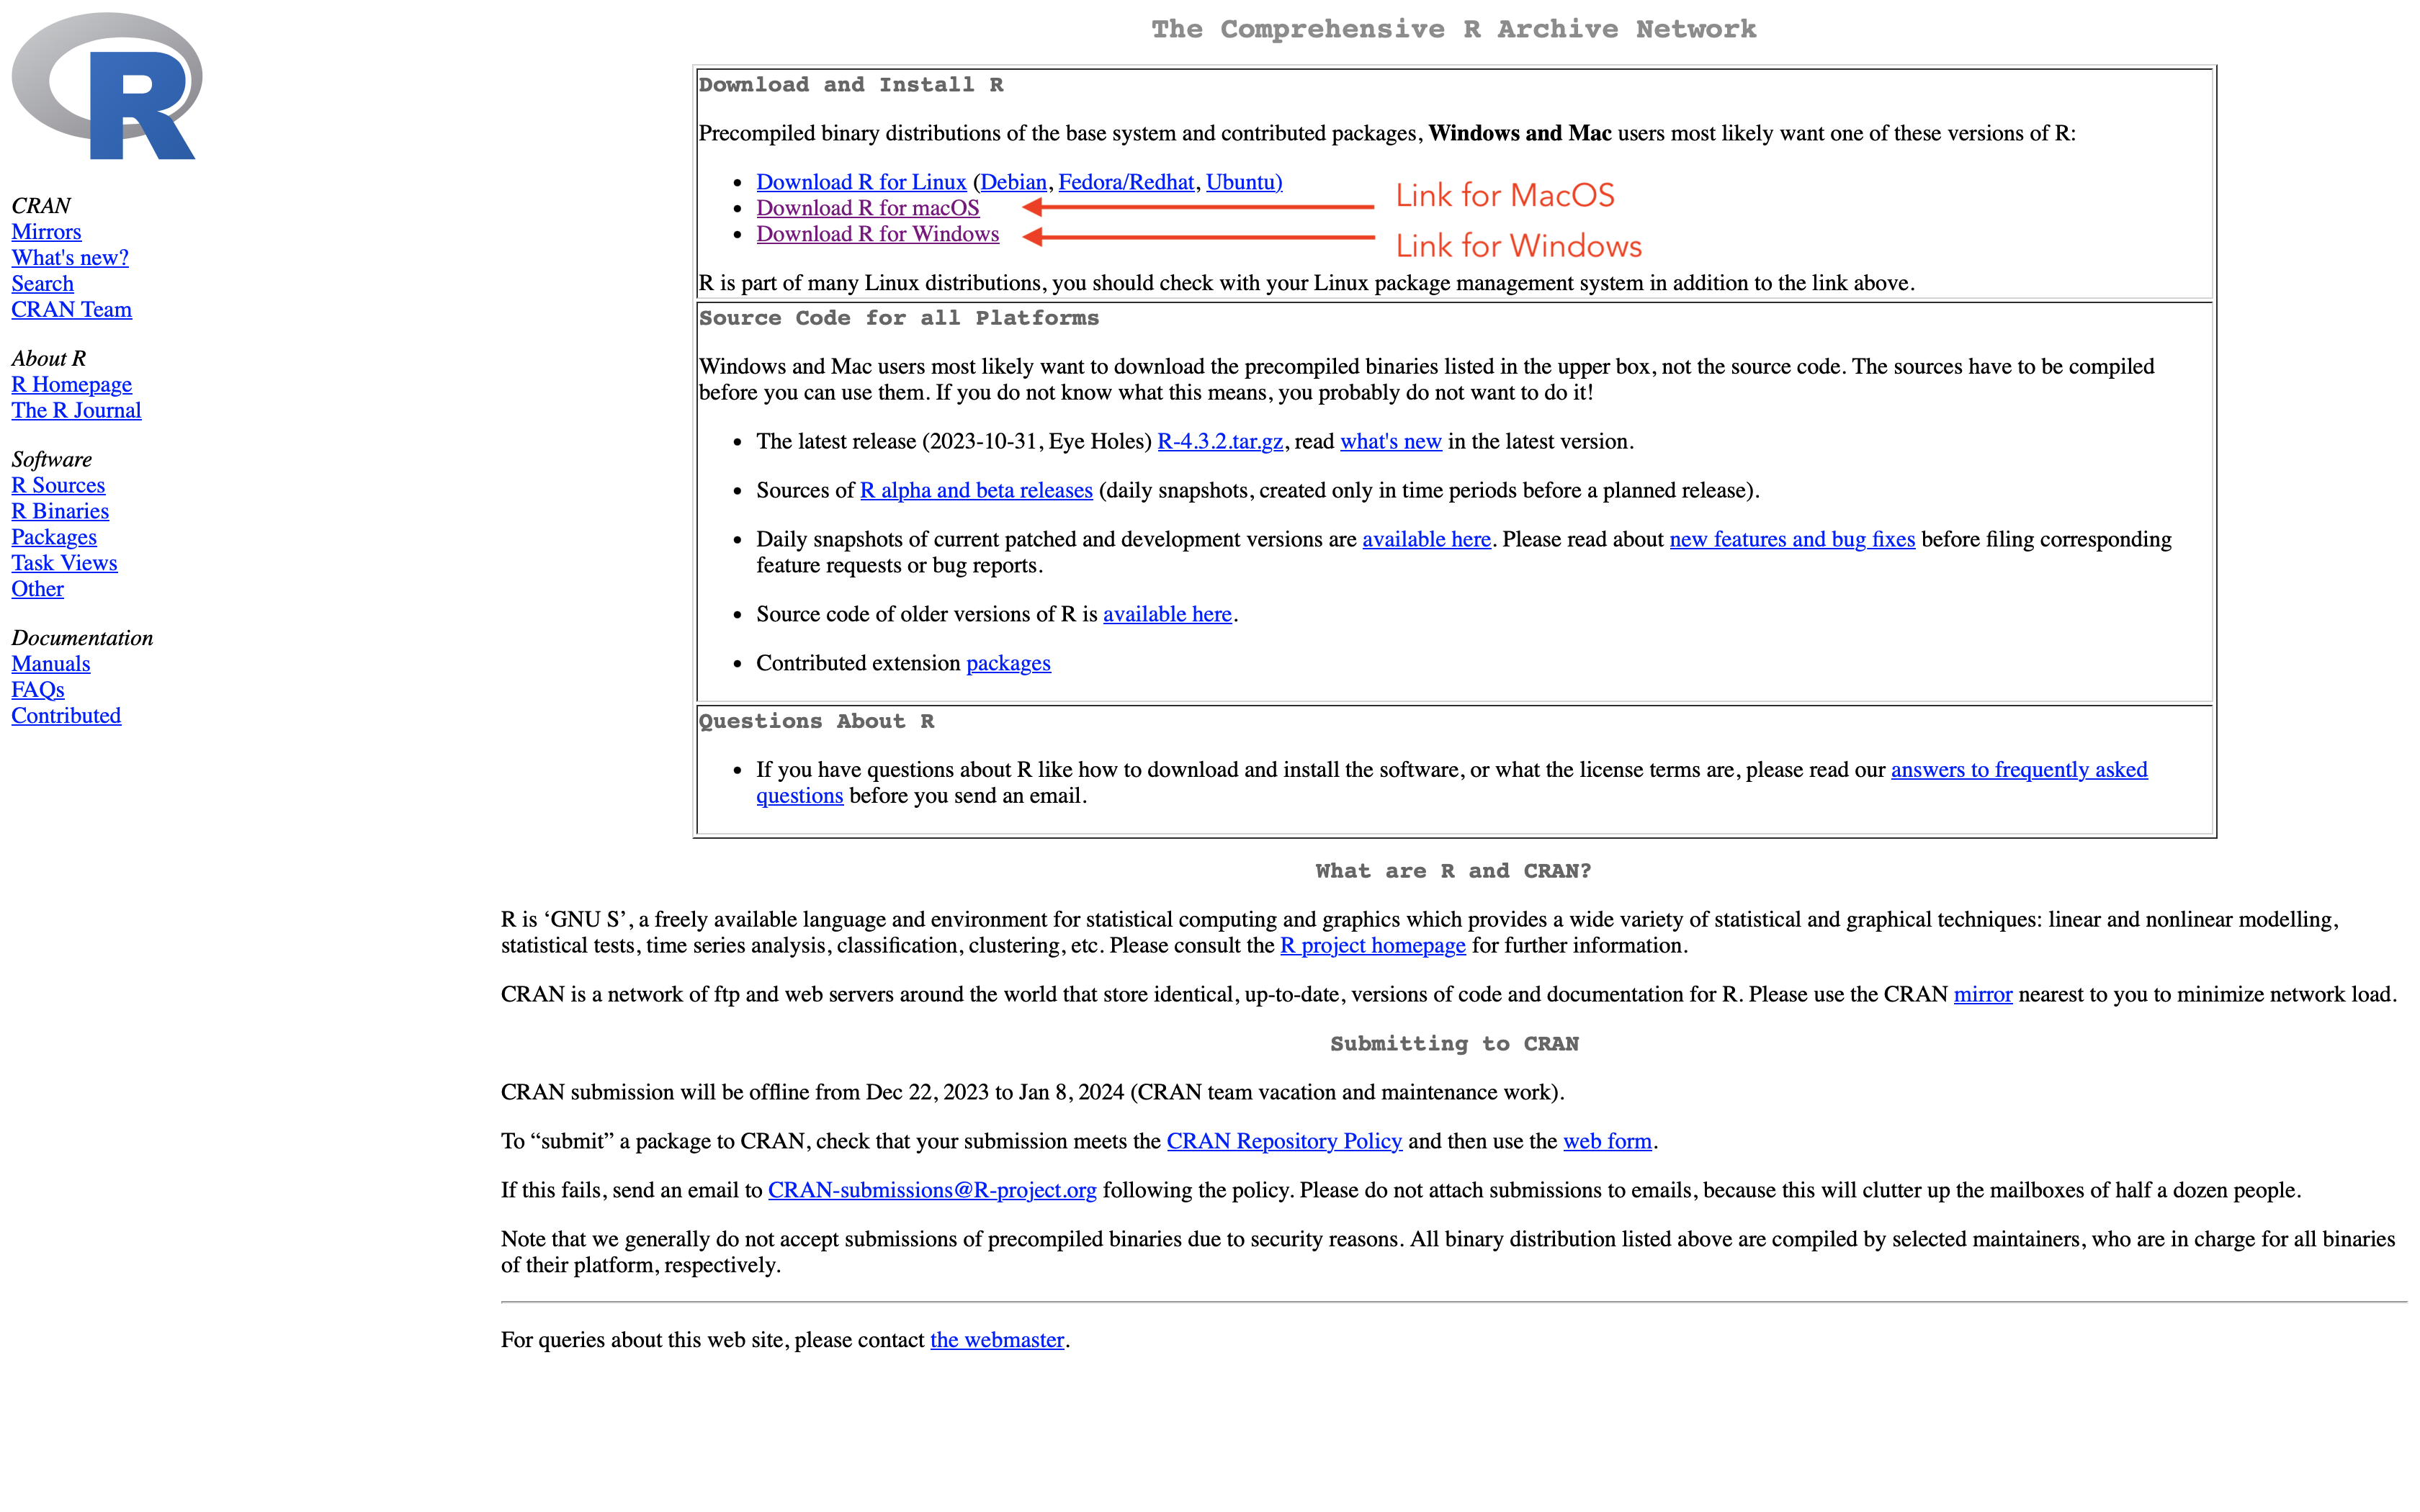 R
CRAN
Mirrors
What's new?
Search
CRAN Team
About R
R Homepage
The R Journal
Software
R Sources
R Binaries
Packages
Task Views
Other
Documentation
Manuals
FAQs
Contributed
The Comprehensive R Archive Network
Download and Install R
Precompiled binary distributions of the base system and contributed packages, Windows and Mac users most likely want one of these versions of R:
• Download R for Linux (Debian, Fedora/Redhat, Ubuntu)
• Download R for macOS
Link for MacOS
• Download R for Windows
Link for Windows
R is part of many Linux distributions, you should check with your Linux package management system in addition to the link above.
Source Code for all Platforms
Windows and Mac users most likely want to download the precompiled binaries listed in the upper box, not the source code. The sources have to be compiled
before you can use them. If you do not know what this means, you probably do not want to do it!
• The latest release (2023-10-31, Eye Holes) R-4.3.2.tar.gz, read what's new in the latest version.
• Sources of R alpha and beta releases (daily snapshots, created only in time periods before a planned release).
• Daily snapshots of current patched and development versions are available here. Please read about new features and bug fixes before filing corresponding
feature requests or bug reports.
• Source code of older versions of R is available here.
• Contributed extension packages
Questions About R
• If you have questions about R like how to download and install the software, or what the license terms are, please read our answers to frequently asked
questions before you send an email.
What are R and CRAN?
R is ‘GNU S’, a freely available language and environment for statistical computing and graphics which provides a wide variety of statistical and graphical techniques: linear and nonlinear modelling,
statistical tests, time series analysis, classification, clustering, etc. Please consult the R project homepage for further information.
CRAN is a network of ftp and web servers around the world that store identical, up-to-date, versions of code and documentation for R. Please use the CRAN mirror nearest to you to minimize network load.
Submitting to CRAN
CRAN submission will be offline from Dec 22, 2023 to Jan 8, 2024 (CRAN team vacation and maintenance work).
To “submit” a package to CRAN, check that your submission meets the CRAN Repository Policy and then use the web form.
If this fails, send an email to CRAN-submissions@R-project.org following the policy. Please do not attach submissions to emails, because this will clutter up the mailboxes of half a dozen people.
Note that we generally do not accept submissions of precompiled binaries due to security reasons. All binary distribution listed above are compiled by selected maintainers, who are in charge for all binaries
of their platform, respectively.
For queries about this web site, please contact the webmaster.